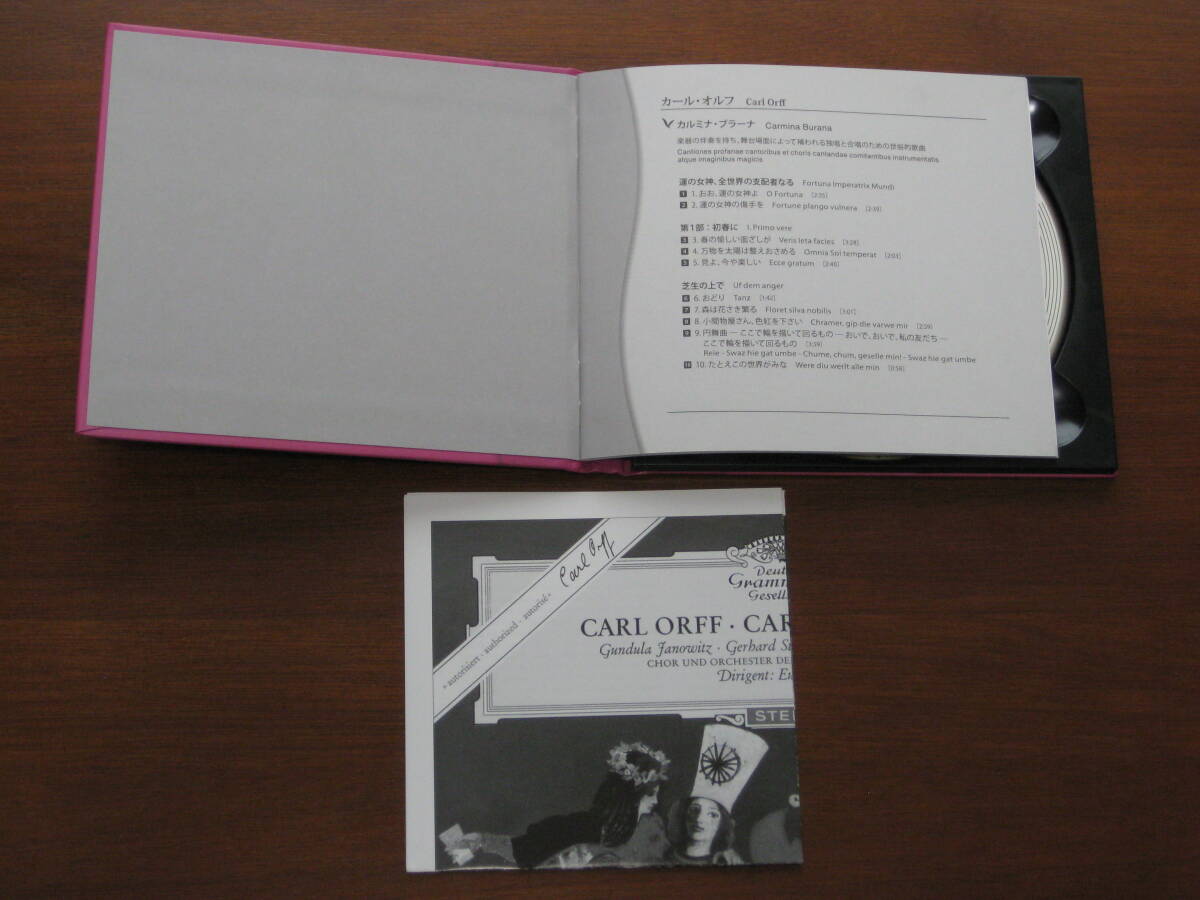 カール・オルフ Carl Orff
カルミナ・ブラーナ Carmina Burana
楽器の伴奏を持ち、舞台場面によって補われる独唱と合唱のための世俗的歌曲
Cantiones profanae cantoribus et choris cantandae comitantibus instrumentatis
atque imaginibus magicis
運の女神、全世界の支配者なる Fortuna Imperatrix Mundi
1 1. おお、運の女神よ O Fortuna [2:35]
2 2. 運の女神の傷手を Fortune plango vulnera [2:39]
第1部：初春に I. Primo vere
3 3. 春の愉しい面ざしが Veris leta facies [3:28]
4 4. 万物を太陽は整えおさめる Omnia Sol temperat [2:03]
5 5. 見よ、今や楽しい Ecce gratum [2:40]
芝生の上で Uf dem anger
6 6. おどり Tanz [1:42]
7 7. 森は花さき繁る Floret silva nobilis [3:01]
8 8. 小間物屋さん、色紅を下さい Chramer, gip die varwe mir [2:59]
9 9. 円舞曲 ― ここで輪を描いて回るもの ― おいで、おいで、私の友だち ―
ここで輪を描いて回るもの [3:39]
Reie - Swaz hie gat umbe - Chume, chum, geselle min! - Swaz hie gat umbe
10 10. たとえこの世界がみな Were diu werlt alle min [0:58]
Carl Orff
»autorisiert · authorized · autorisé«
Deut
Gramm
Gesell
CARL ORFF · CAR
Gundula Janowitz · Gerhard St
CHOR UND ORCHESTER DE
Dirigent: Eu
STE